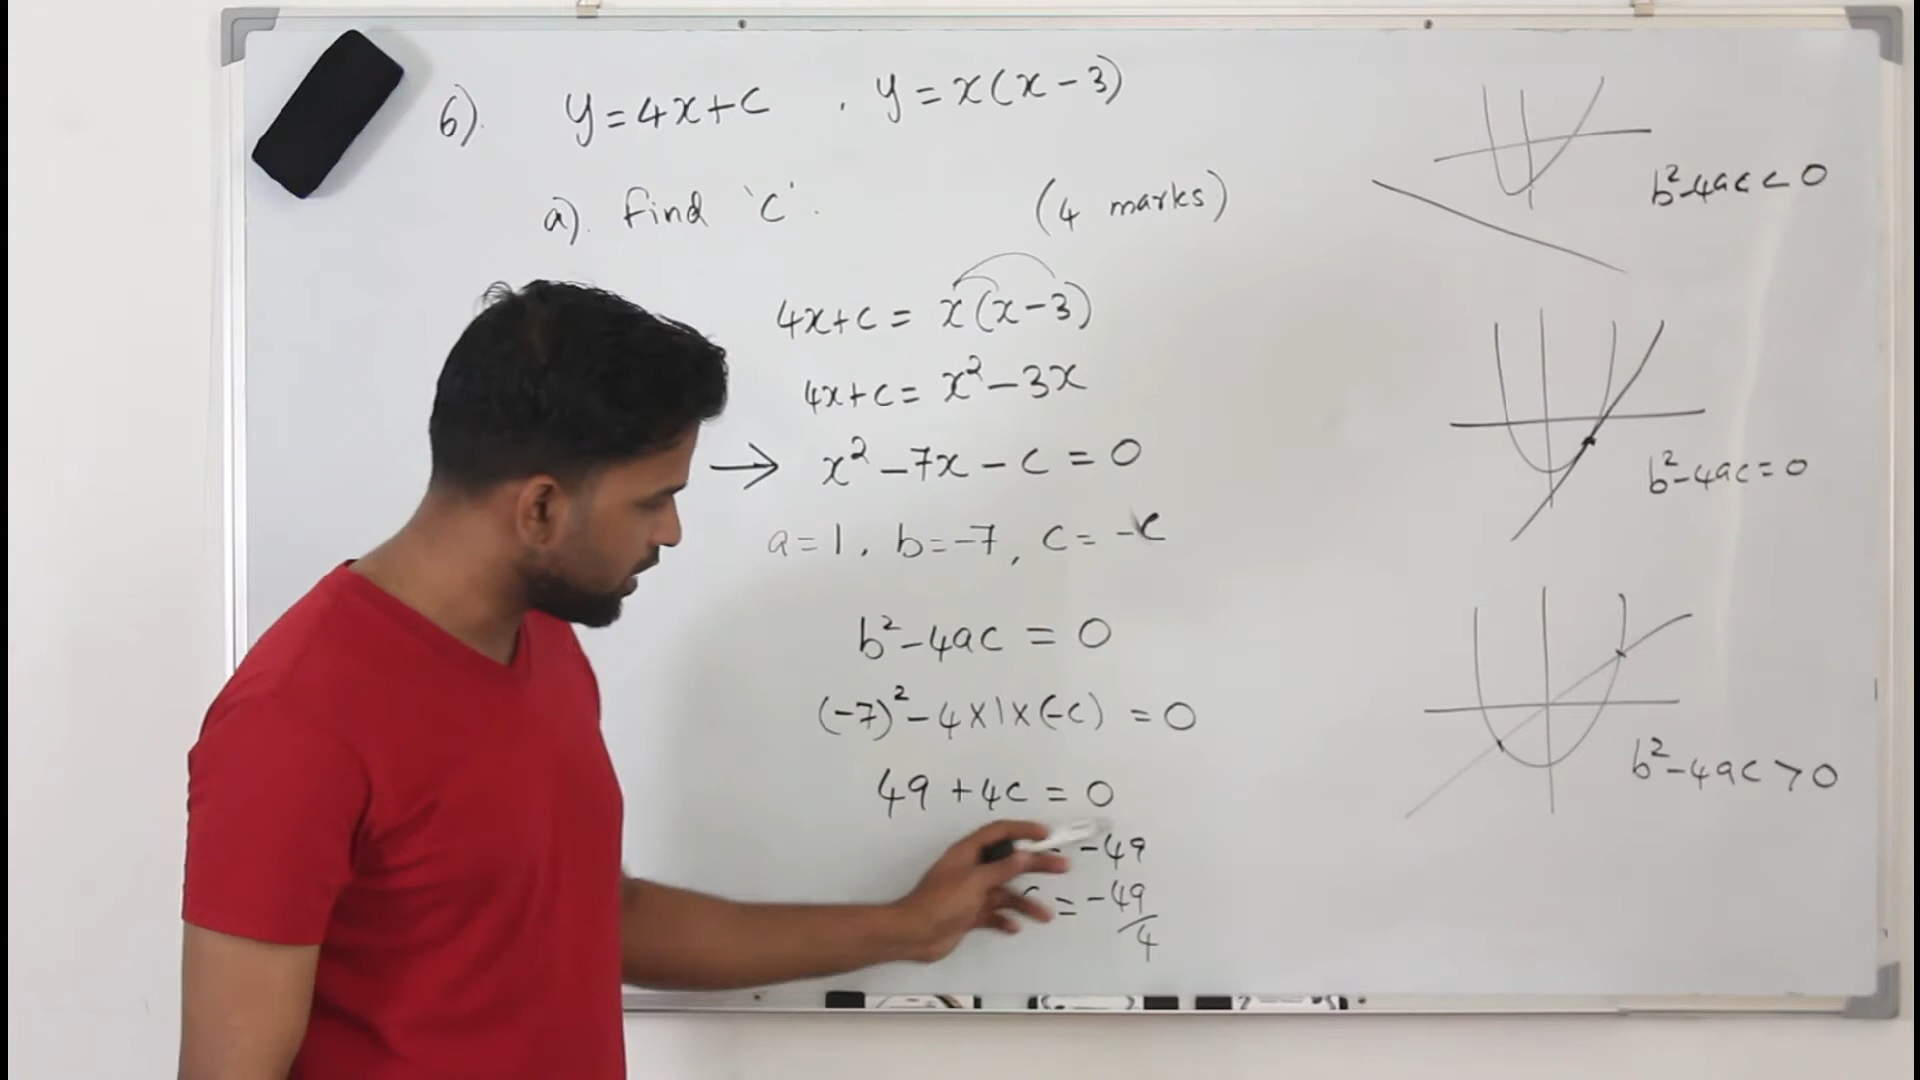 6). y=4x+c . y=x(x-3)
a). Find 'c'. (4 marks)
4x+c = x(x-3)
4x+c = x²-3x
→ x²-7x-c=0
a=1, b=-7, c=-c
b²-4ac = 0
(-7)²-4×1×(-c) = 0
49+4c=0
-49
c = -49/4
b²-4ac<0
b²-4ac=0
b²-4ac>0